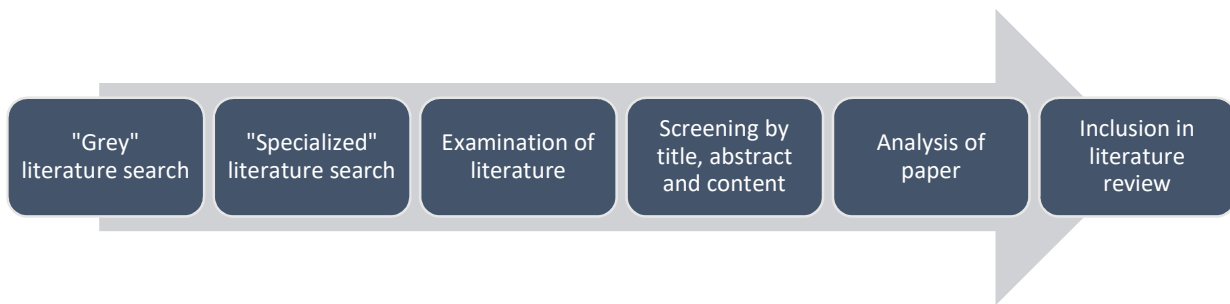 "Grey"
literature search
"Specialized"
literature search
Examination of
literature
Screening by
title, abstract
and content
Analysis of
paper
Inclusion in
literature
review